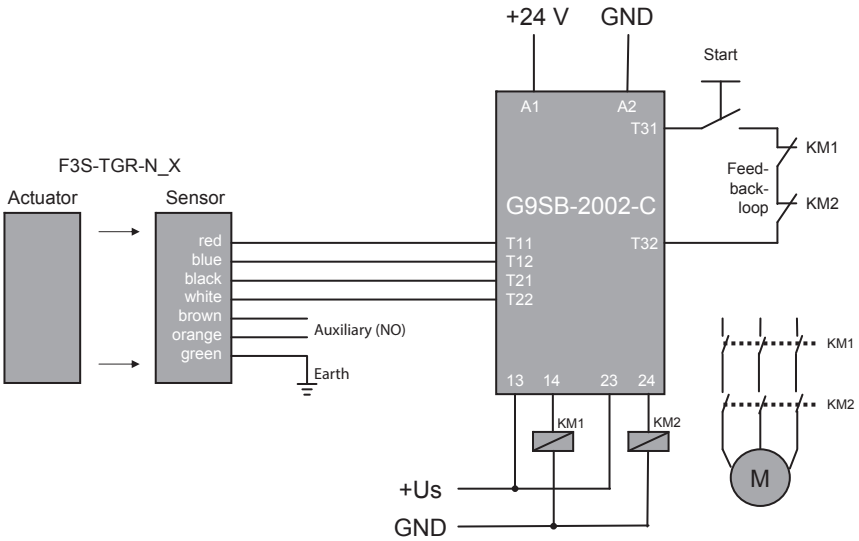 +24 V GND
Start
A1 A2
T31
F3S-TGR-N_X
KM1
Feed-
back-
loop
Actuator Sensor
G9SB-2002-C
KM2
red
T11 T32
blue
T12
black
T21
white
T22
brown
orange
Auxiliary (NO)
green
Earth
KM1
13 14 23 24
KM2
KM1 KM2
M
+Us
GND